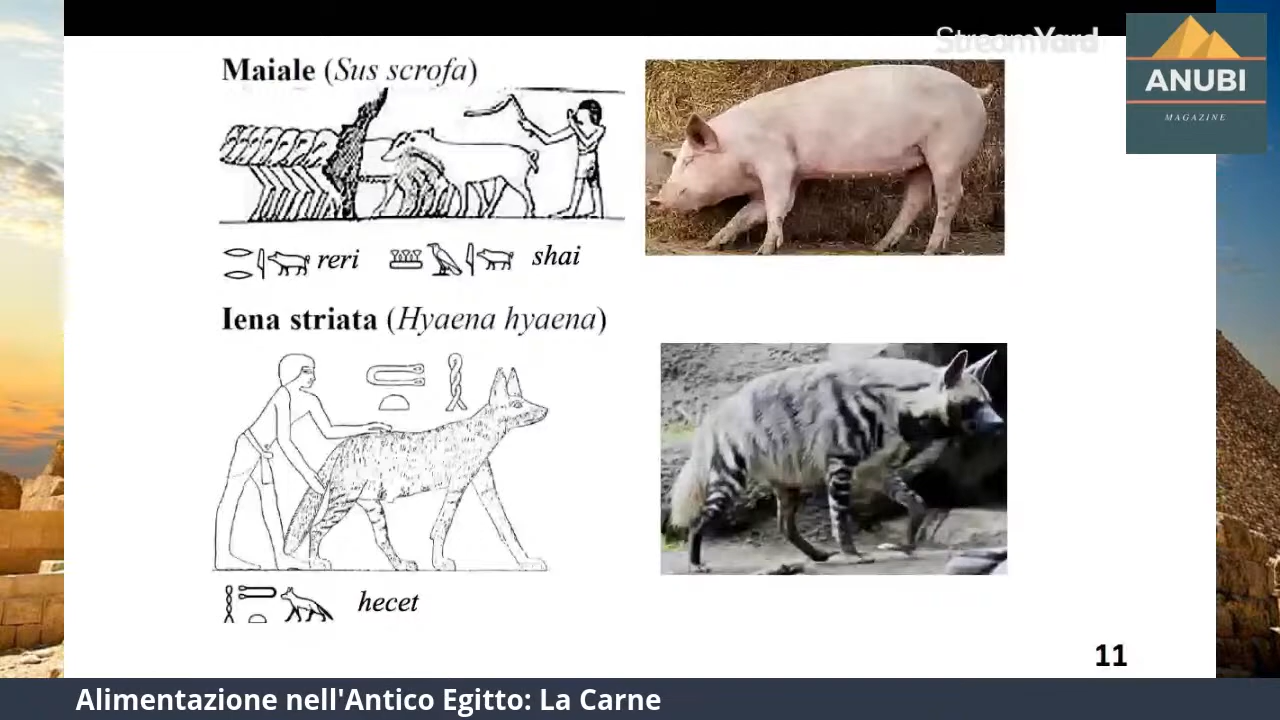 StreamYard
ANUBI
MAGAZINE
Maiale (Sus scrofa)
reri
shai
Iena striata (Hyaena hyaena)
hecet
11
Alimentazione nell'Antico Egitto: La Carne